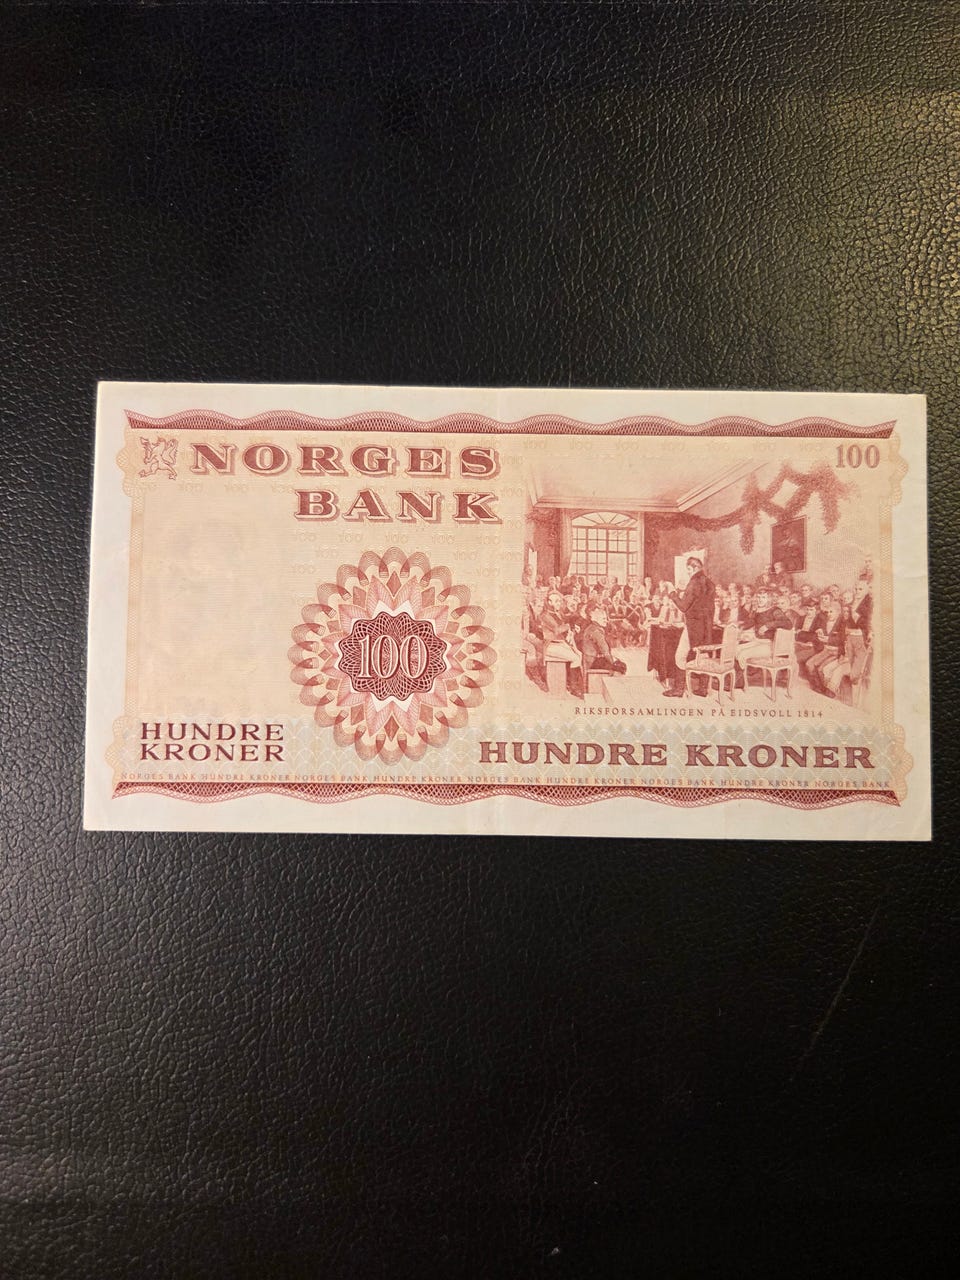 NORGES
BANK
100
100
RIKSFORSAMLINGEN PÅ EIDSVOLL 1814
HUNDRE
KRONER
HUNDRE KRONER
NORGES BANK HUNDRE KRONER NORGES BANK HUNDRE KRONER NORGES BANK HUNDRE KRONER NORGES BANK HUNDRE KRONER NORGES BANK